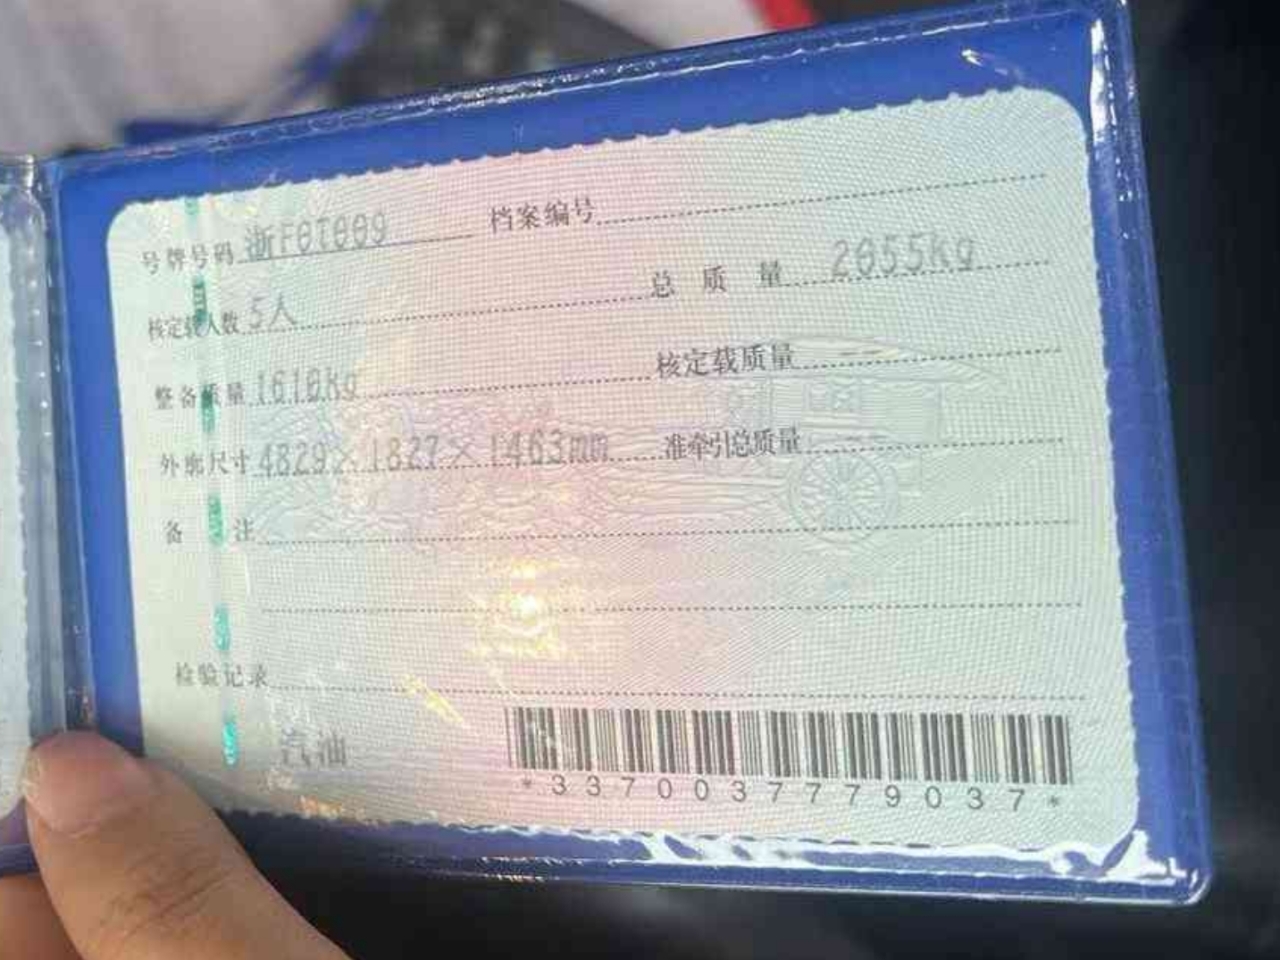 号牌号码 浙F0T009 档案编号
核定载人数 5人 总质量 2055kg
整备质量 1610kg 核定载质量 --
外廓尺寸 4829×1827×1463mm 准牵引总质量 --
备注
检验记录
汽油
*3370037779037*